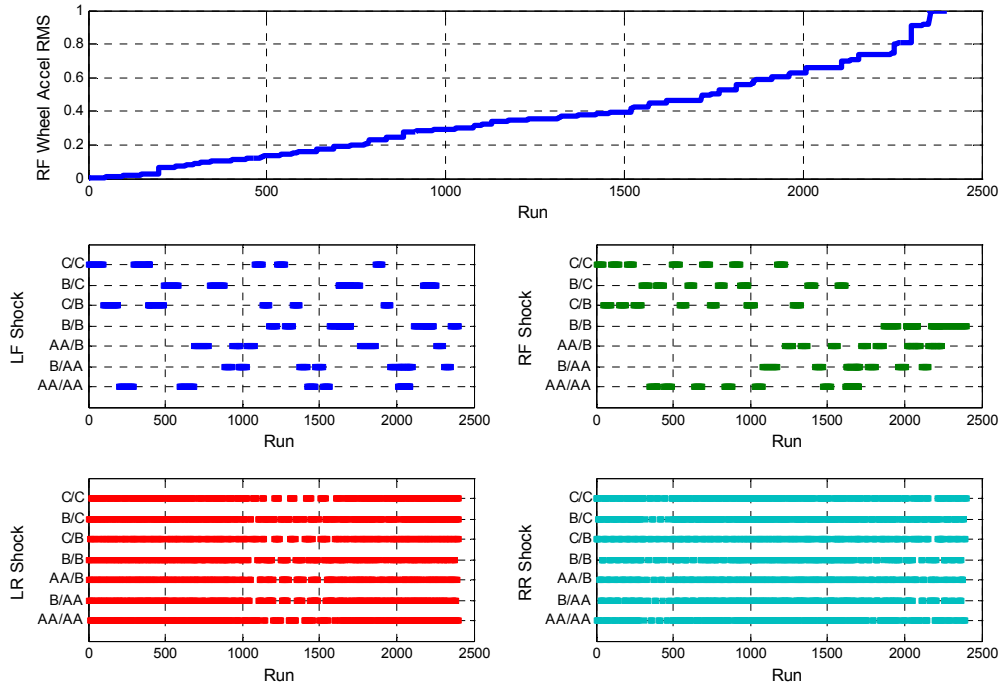 RF Wheel Accel RMS
1
0.8
0.6
0.4
0.2
0
500
1000
1500
2000
2500
Run
LF Shock
C/C
B/C
C/B
B/B
AA/B
B/AA
AA/AA
0
500
1000
1500
2000
2500
Run
RF Shock
C/C
B/C
C/B
B/B
AA/B
B/AA
AA/AA
0
500
1000
1500
2000
2500
Run
LR Shock
C/C
B/C
C/B
B/B
AA/B
B/AA
AA/AA
0
500
1000
1500
2000
2500
Run
RR Shock
C/C
B/C
C/B
B/B
AA/B
B/AA
AA/AA
0
500
1000
1500
2000
2500
Run